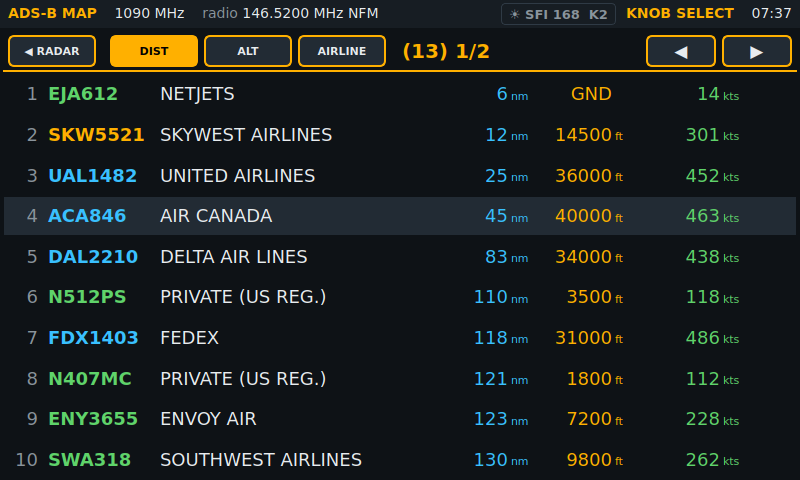 ADS-B MAP 1090 MHz radio 146.5200 MHz NFM ☀ SFI 168 K2 KNOB SELECT 07:37
◀ RADAR DIST ALT AIRLINE (13) 1/2 ◀ ▶
1 EJA612 NETJETS 6 nm GND 14 kts
2 SKW5521 SKYWEST AIRLINES 12 nm 14500 ft 301 kts
3 UAL1482 UNITED AIRLINES 25 nm 36000 ft 452 kts
4 ACA846 AIR CANADA 45 nm 40000 ft 463 kts
5 DAL2210 DELTA AIR LINES 83 nm 34000 ft 438 kts
6 N512PS PRIVATE (US REG.) 110 nm 3500 ft 118 kts
7 FDX1403 FEDEX 118 nm 31000 ft 486 kts
8 N407MC PRIVATE (US REG.) 121 nm 1800 ft 112 kts
9 ENY3655 ENVOY AIR 123 nm 7200 ft 228 kts
10 SWA318 SOUTHWEST AIRLINES 130 nm 9800 ft 262 kts